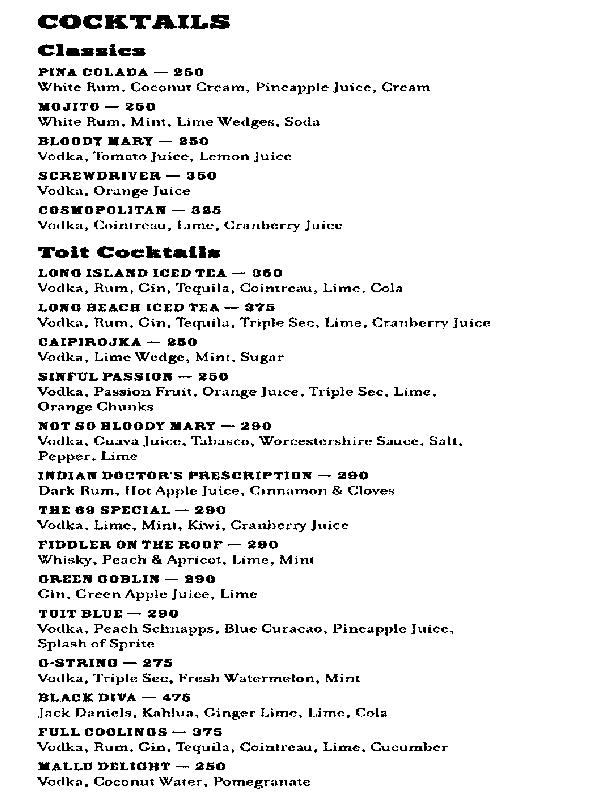 COCKTAILS
Classics
PINA COLADA — 250
White Rum, Coconut Cream, Pineapple Juice, Cream
MOJITO — 250
White Rum, Mint, Lime Wedges, Soda
BLOODY MARY — 250
Vodka, Tomato Juice, Lemon Juice
SCREWDRIVER — 350
Vodka, Orange Juice
COSMOPOLITAN — 325
Vodka, Cointreau, Lime, Cranberry Juice
Toit Cocktails
LONG ISLAND ICED TEA — 360
Vodka, Rum, Gin, Tequila, Cointreau, Lime, Cola
LONG BEACH ICED TEA — 375
Vodka, Rum, Gin, Tequila, Triple Sec, Lime, Cranberry Juice
CAIPIROJKA — 250
Vodka, Lime Wedge, Mint, Sugar
SINFUL PASSION — 250
Vodka, Passion Fruit, Orange Juice, Triple Sec, Lime,
Orange Chunks
NOT SO BLOODY MARY — 290
Vodka, Guava Juice, Tabasco, Worcestershire Sauce, Salt,
Pepper, Lime
INDIAN DOCTOR'S PRESCRIPTION — 290
Dark Rum, Hot Apple Juice, Cinnamon & Cloves
THE 69 SPECIAL — 290
Vodka, Lime, Mint, Kiwi, Cranberry Juice
FIDDLER ON THE ROOF — 290
Whisky, Peach & Apricot, Lime, Mint
GREEN GOBLIN — 290
Gin, Green Apple Juice, Lime
TOIT BLUE — 290
Vodka, Peach Schnapps, Blue Curacao, Pineapple Juice,
Splash of Sprite
G-STRING — 275
Vodka, Triple Sec, Fresh Watermelon, Mint
BLACK DIVA — 475
Jack Daniels, Kahlua, Ginger Lime, Lime, Cola
FULL COOLINGS — 375
Vodka, Rum, Gin, Tequila, Cointreau, Lime, Cucumber
MALLU DELIGHT — 250
Vodka, Coconut Water, Pomegranate